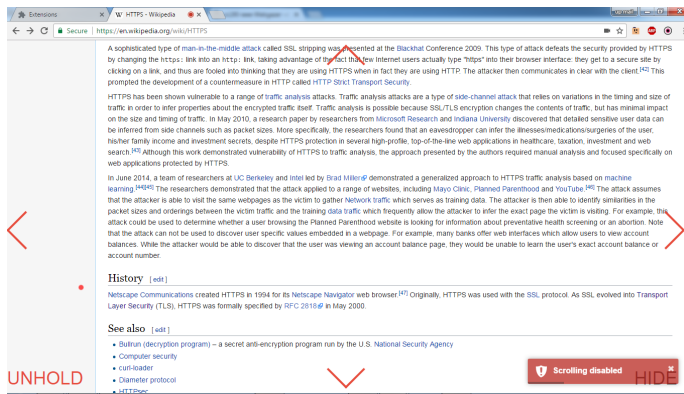 Extensions
W HTTPS - Wikipedia
Secure
https://en.wikipedia.org/wiki/HTTPS
A sophisticated type of man-in-the-middle attack called SSL stripping was presented at the Blackhat Conference 2009. This type of attack defeats the security provided by HTTPS
by changing the https: link into an http: link, taking advantage of the fact that few Internet users actually type "https" into their browser interface: they get to a secure site by
clicking on a link, and thus are fooled into thinking that they are using HTTPS when in fact they are using HTTP. The attacker then communicates in clear with the client.[42] This
prompted the development of a countermeasure in HTTP called HTTP Strict Transport Security.
HTTPS has been shown vulnerable to a range of traffic analysis attacks. Traffic analysis attacks are a type of side-channel attack that relies on variations in the timing and size of
traffic in order to infer properties about the encrypted traffic itself. Traffic analysis is possible because SSL/TLS encryption changes the contents of traffic, but has minimal impact
on the size and timing of traffic. In May 2010, a research paper by researchers from Microsoft Research and Indiana University discovered that detailed sensitive user data can
be inferred from side channels such as packet sizes. More specifically, the researchers found that an eavesdropper can infer the illnesses/medications/surgeries of the user,
his/her family income and investment secrets, despite HTTPS protection in several high-profile, top-of-the-line web applications in healthcare, taxation, investment and web
search.[43] Although this work demonstrated vulnerability of HTTPS to traffic analysis, the approach presented by the authors required manual analysis and focused specifically on
web applications protected by HTTPS.
In June 2014, a team of researchers at UC Berkeley and Intel led by Brad Miller demonstrated a generalized approach to HTTPS traffic analysis based on machine
learning.[44][45] The researchers demonstrated that the attack applied to a range of websites, including Mayo Clinic, Planned Parenthood and YouTube.[46] The attack assumes
that the attacker is able to visit the same webpages as the victim to gather Network traffic which serves as training data. The attacker is then able to identify similarities in the
packet sizes and orderings between the victim traffic and the training data traffic which frequently allow the attacker to infer the exact page the victim is visiting. For example, this
attack could be used to determine whether a user browsing the Planned Parenthood website is looking for information about preventative health screening or an abortion. Note
that the attack can not be used to discover user specific values embedded in a webpage. For example, many banks offer web interfaces which allow users to view account
balances. While the attacker would be able to discover that the user was viewing an account balance page, they would be unable to learn the user's exact account balance or
account number.
History [ edit ]
Netscape Communications created HTTPS in 1994 for its Netscape Navigator web browser.[47] Originally, HTTPS was used with the SSL protocol. As SSL evolved into Transport
Layer Security (TLS), HTTPS was formally specified by RFC 2818 in May 2000.
See also [ edit ]
Bullrun (decryption program) – a secret anti-encryption program run by the U.S. National Security Agency
Computer security
curl-loader
Diameter protocol
HTTPsec
Scrolling disabled
UNHOLD
HIDE